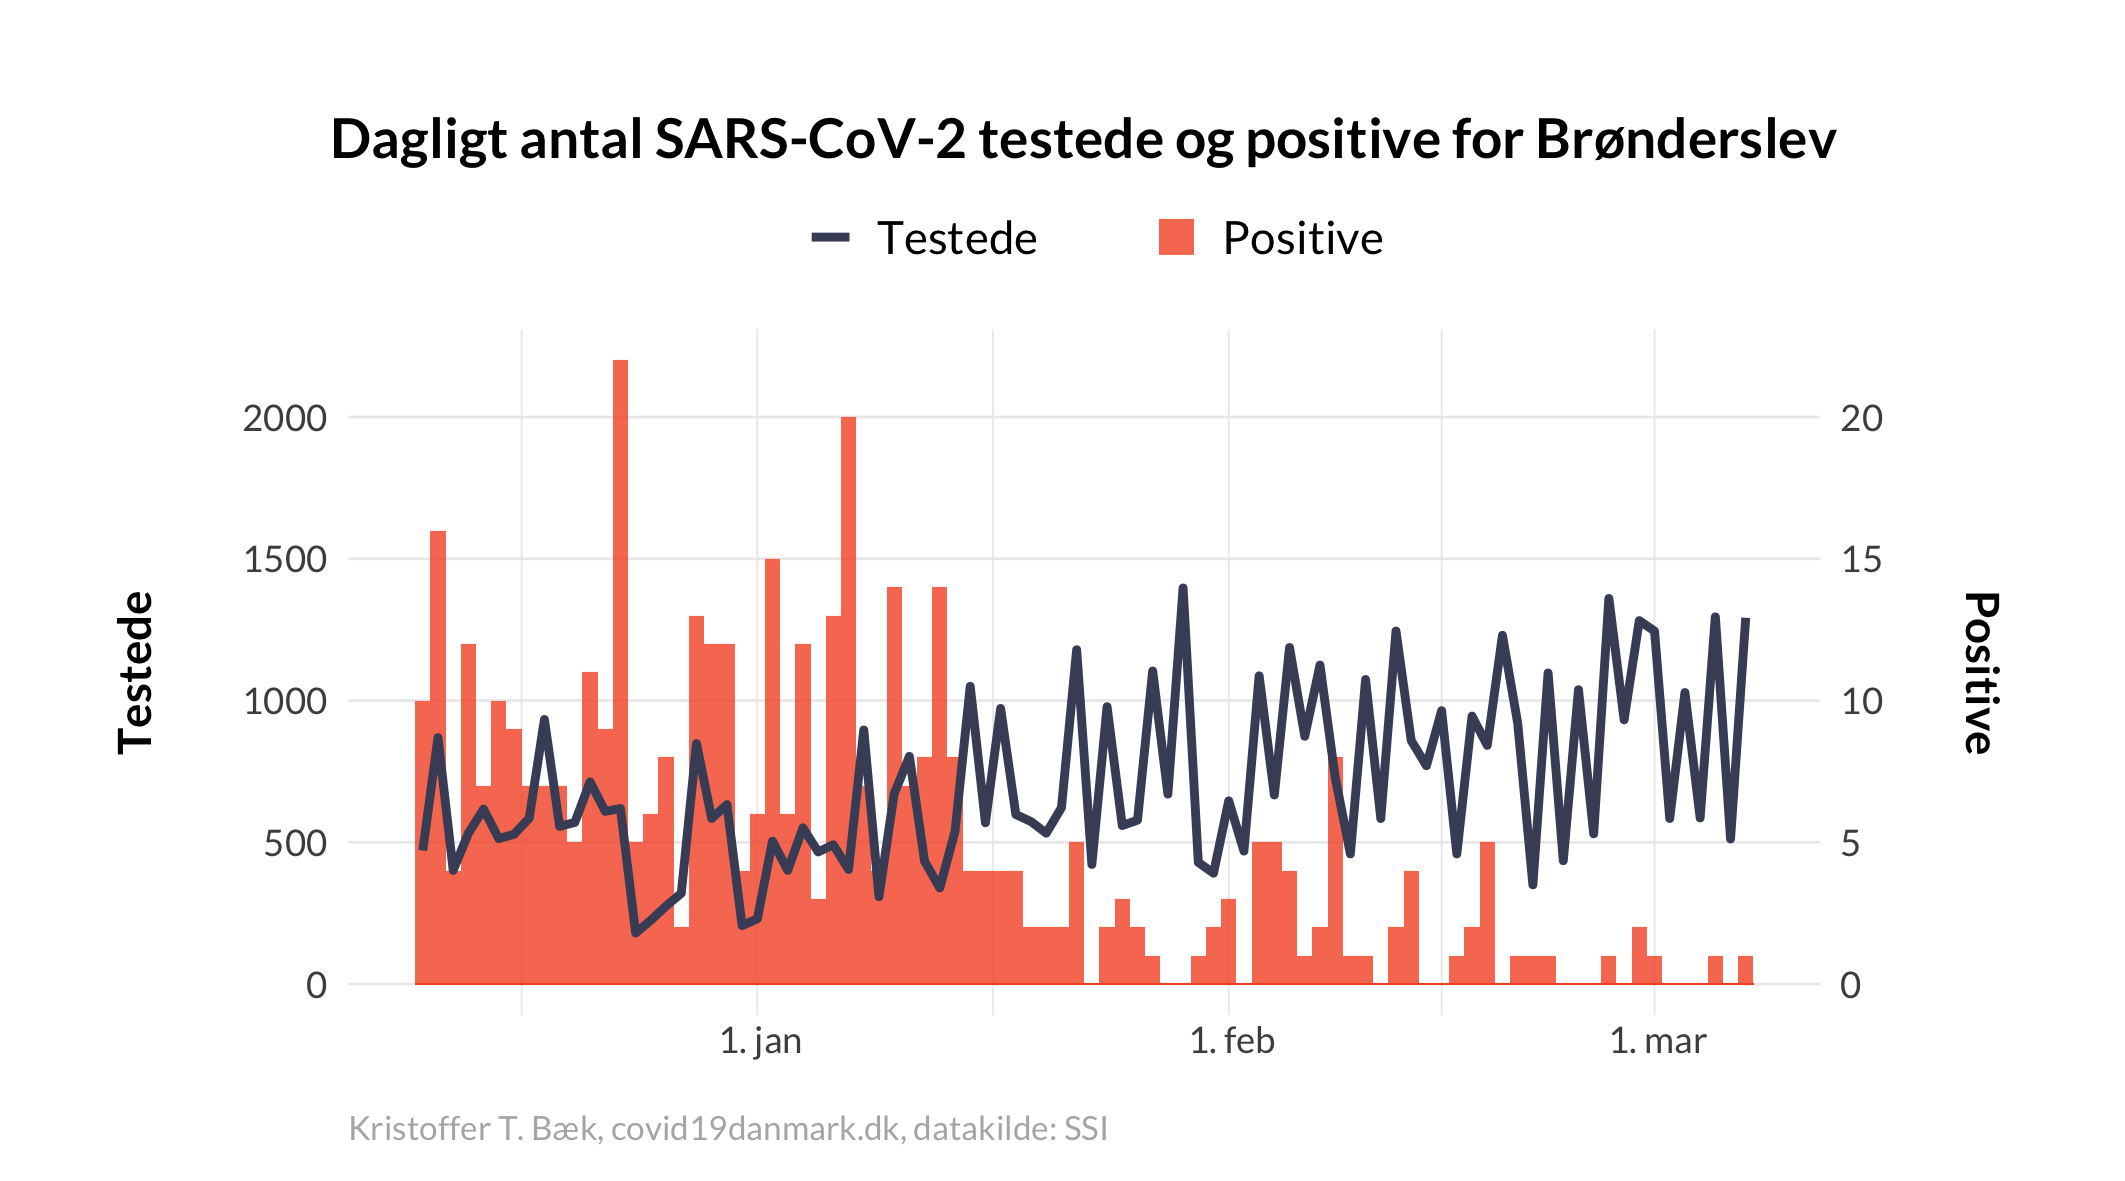 Dagligt antal SARS-CoV-2 testede og positive for Brønderslev
Testede Positive
2000 20
1500 15
1000 10
500 5
0 0
Testede
Positive
1. jan 1. feb 1. mar
Kristoffer T. Bæk, covid19danmark.dk, datakilde: SSI